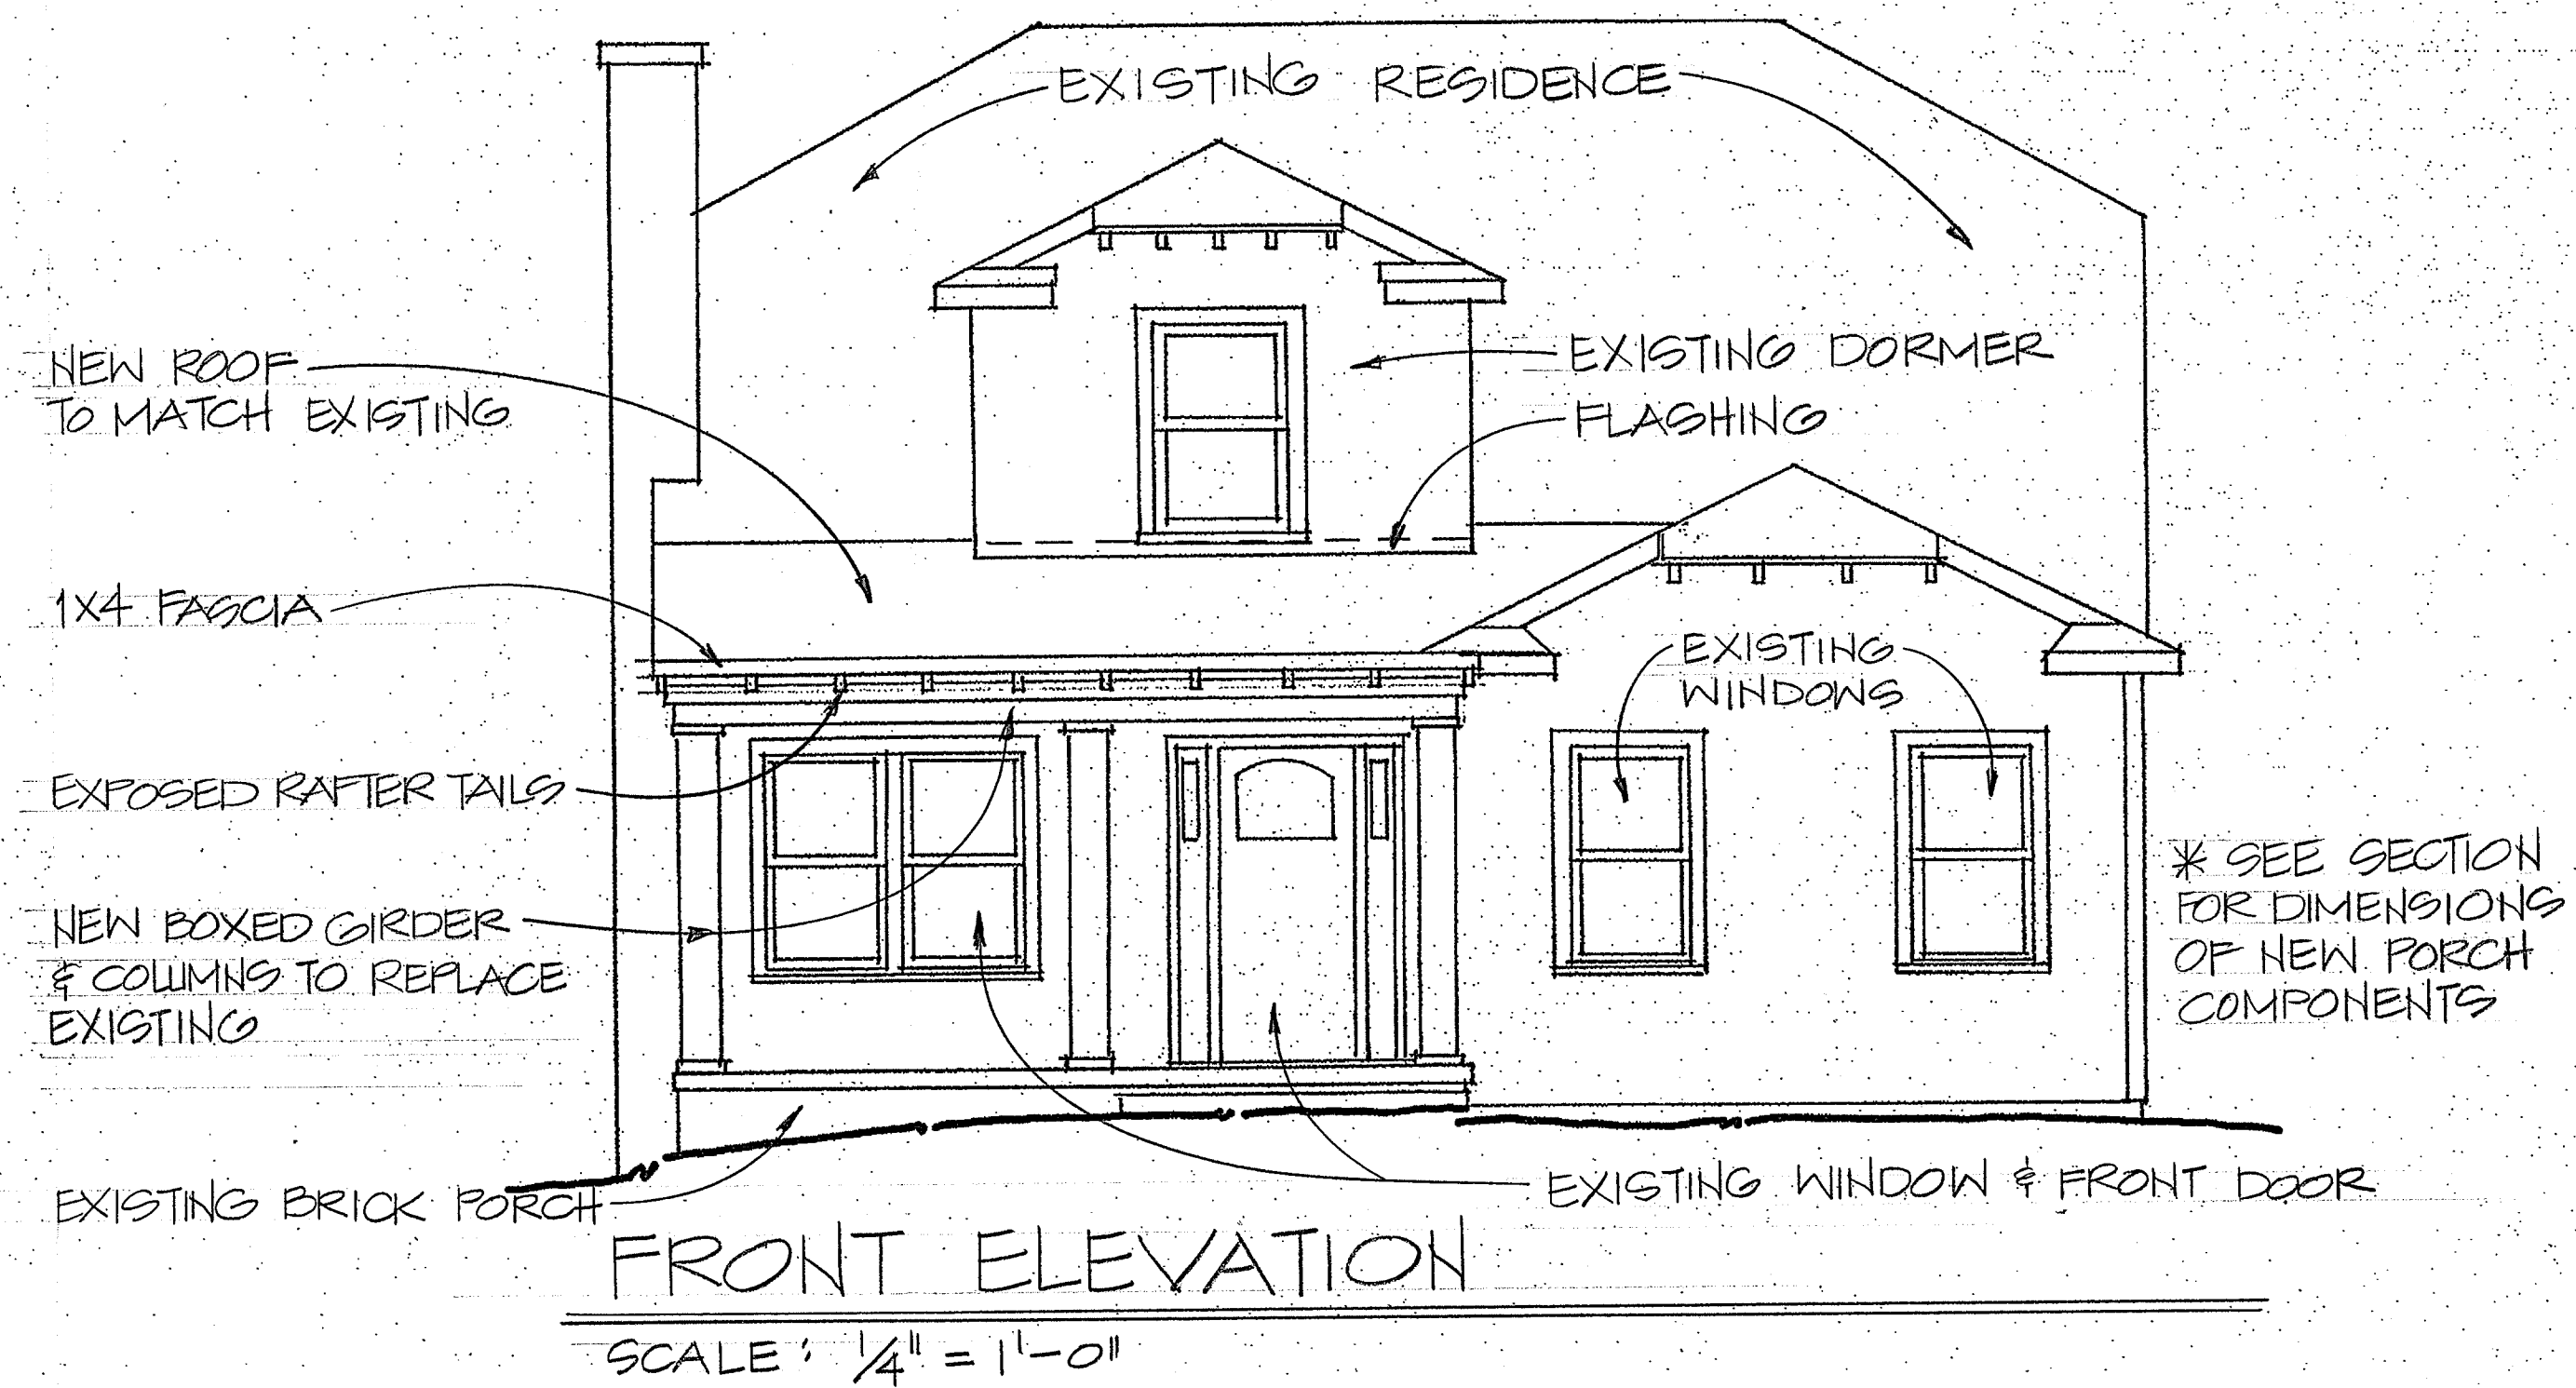 EXISTING RESIDENCE
NEW ROOF
TO MATCH EXISTING
EXISTING DORMER
FLASHING
1X4 FASCIA
EXISTING
WINDOWS
EXPOSED RAFTER TAILS
NEW BOXED GIRDER
& COLUMNS TO REPLACE
EXISTING
* SEE SECTION
FOR DIMENSIONS
OF NEW PORCH
COMPONENTS
EXISTING BRICK PORCH
EXISTING WINDOW & FRONT DOOR
FRONT ELEVATION
SCALE: 1/4" = 1'-0"